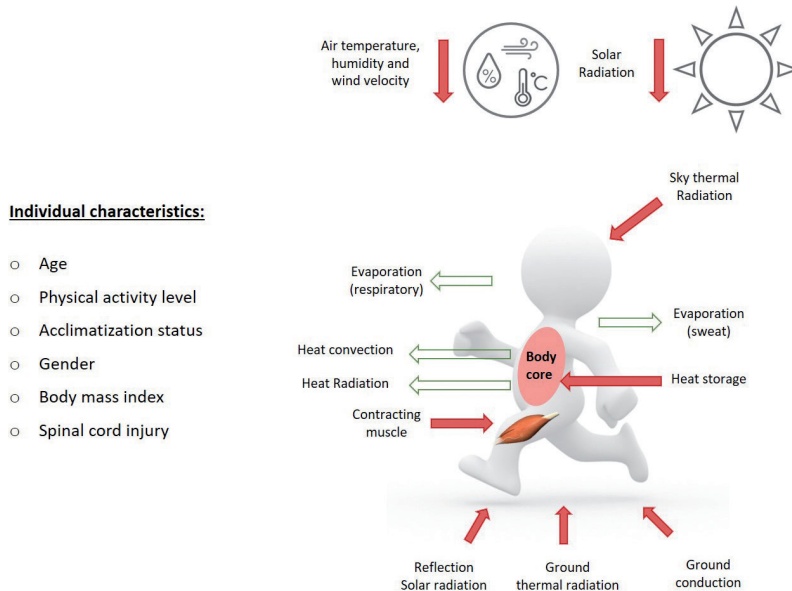 Air temperature,
humidity and
wind velocity
%
°C
Solar
Radiation
Sky thermal
Radiation
Individual characteristics:
o Age
o Physical activity level
o Acclimatization status
o Gender
o Body mass index
o Spinal cord injury
Evaporation
(respiratory)
Evaporation
(sweat)
Heat convection
Body
core
Heat Radiation
Heat storage
Contracting
muscle
Reflection
Solar radiation
Ground
thermal radiation
Ground
conduction